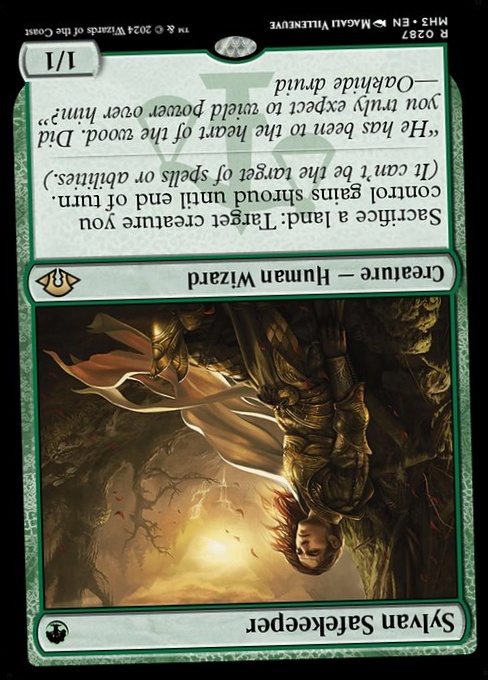 Sylvan Safekeeper
Creature — Human Wizard
Sacrifice a land: Target creature you
control gains shroud until end of turn.
(It can't be the target of spells or abilities.)
“He has been to the heart of the wood. Did
you truly expect to wield power over him?”
—Oakhide druid
1/1
R 0287
MH3 • EN Magali Villeneuve
™ & © 2024 Wizards of the Coast